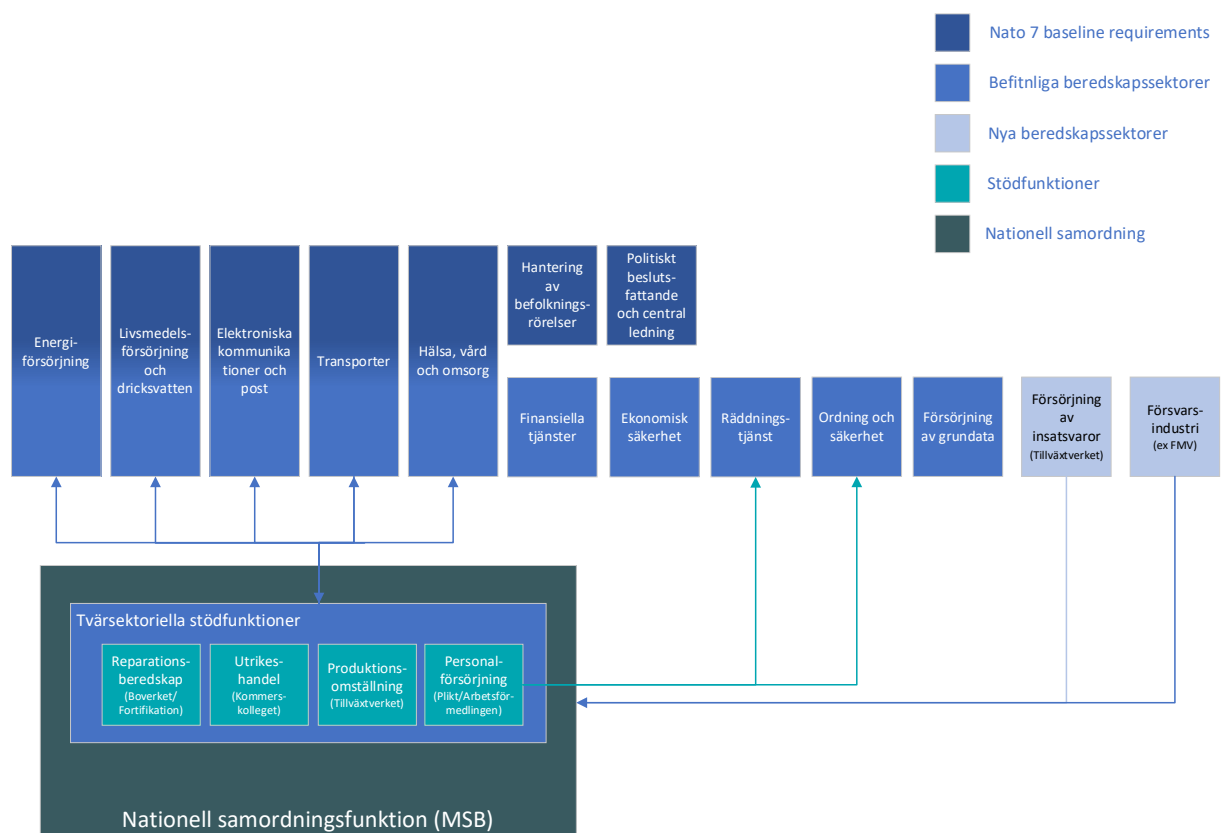 Nato 7 baseline requirements
Befitnliga beredskapssektorer
Nya beredskapssektorer
Stödfunktioner
Nationell samordning
Energi-
försörjning
Livsmedels-
försörjning
och
dricksvatten
Elektroniska
kommunika
tioner och
post
Transporter
Hälsa, vård
och omsorg
Hantering
av
befolknings-
rörelser
Politiskt
besluts-
fattande
och central
ledning
Finansiella
tjänster
Ekonomisk
säkerhet
Räddnings-
tjänst
Ordning och
säkerhet
Försörjning
av grundata
Försörjning
av
insatsvaror
(Tillväxtverket)
Försvars-
industri
(ex FMV)
Tvärsektoriella stödfunktioner
Reparations-
beredskap
(Boverket/
Fortifikation)
Utrikes-
handel
(Kommers-
kolleget)
Produktions-
omställning
(Tillväxtverket)
Personal-
försörjning
(Plikt/Arbetsför-
medlingen)
Nationell samordningsfunktion (MSB)